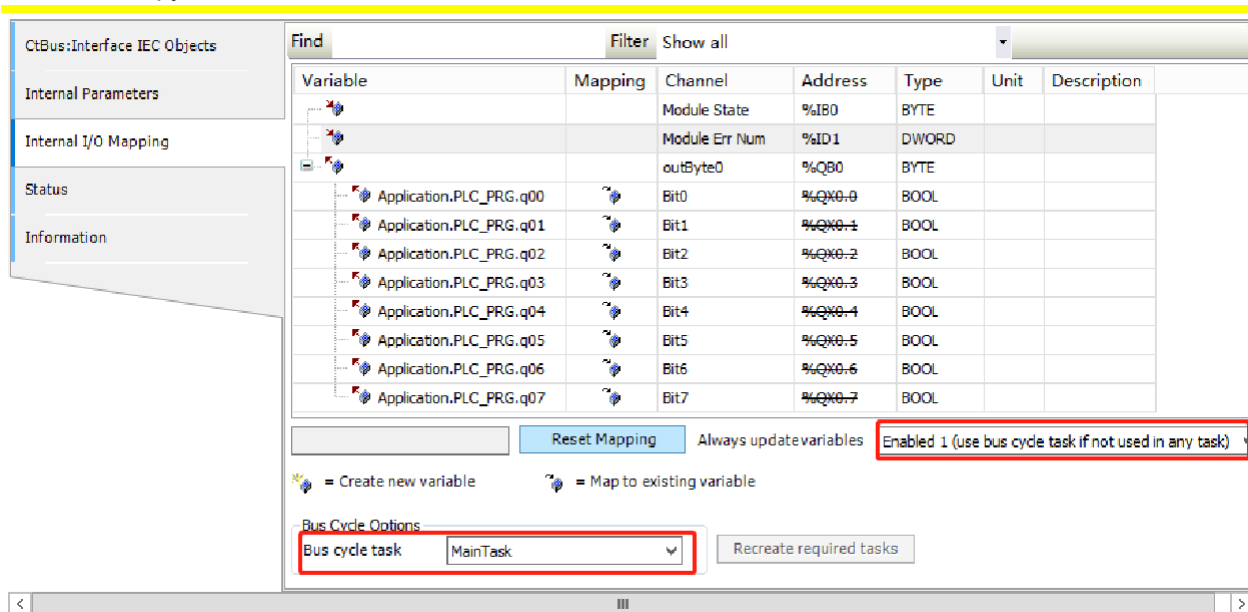 CtBus:Interface IEC Objects
Internal Parameters
Internal I/O Mapping
Status
Information
Find Filter Show all
Variable Mapping Channel Address Type Unit Description
Module State %IB0 BYTE
Module Err Num %ID1 DWORD
outByte0 %QB0 BYTE
Application.PLC_PRG.q00 Bit0 %QX0.0 BOOL
Application.PLC_PRG.q01 Bit1 %QX0.1 BOOL
Application.PLC_PRG.q02 Bit2 %QX0.2 BOOL
Application.PLC_PRG.q03 Bit3 %QX0.3 BOOL
Application.PLC_PRG.q04 Bit4 %QX0.4 BOOL
Application.PLC_PRG.q05 Bit5 %QX0.5 BOOL
Application.PLC_PRG.q06 Bit6 %QX0.6 BOOL
Application.PLC_PRG.q07 Bit7 %QX0.7 BOOL
Reset Mapping Always update variables Enabled 1 (use bus cycle task if not used in any task)
= Create new variable = Map to existing variable
Bus Cycle Options
Bus cycle task MainTask Recreate required tasks